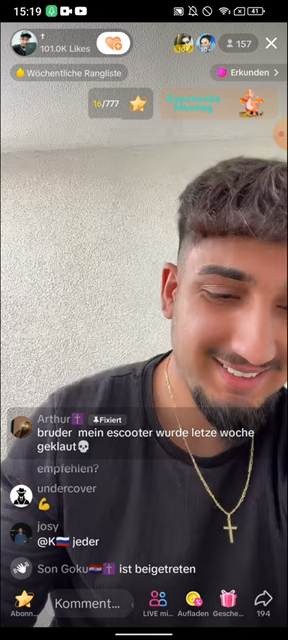 15:19
41
†
101.0K Likes
157
Wöchentliche Rangliste
Erkunden >
16/777
Arthur✝️ Fixiert
bruder mein escooter wurde letze woche
geklaut💀
empfehlen?
undercover
💪
josy
@K🇷🇺 jeder
Son Goku🇭🇷✝️ ist beigetreten
Abonn...
Komment...
LIVE mi...
Aufladen
Gesche...
194